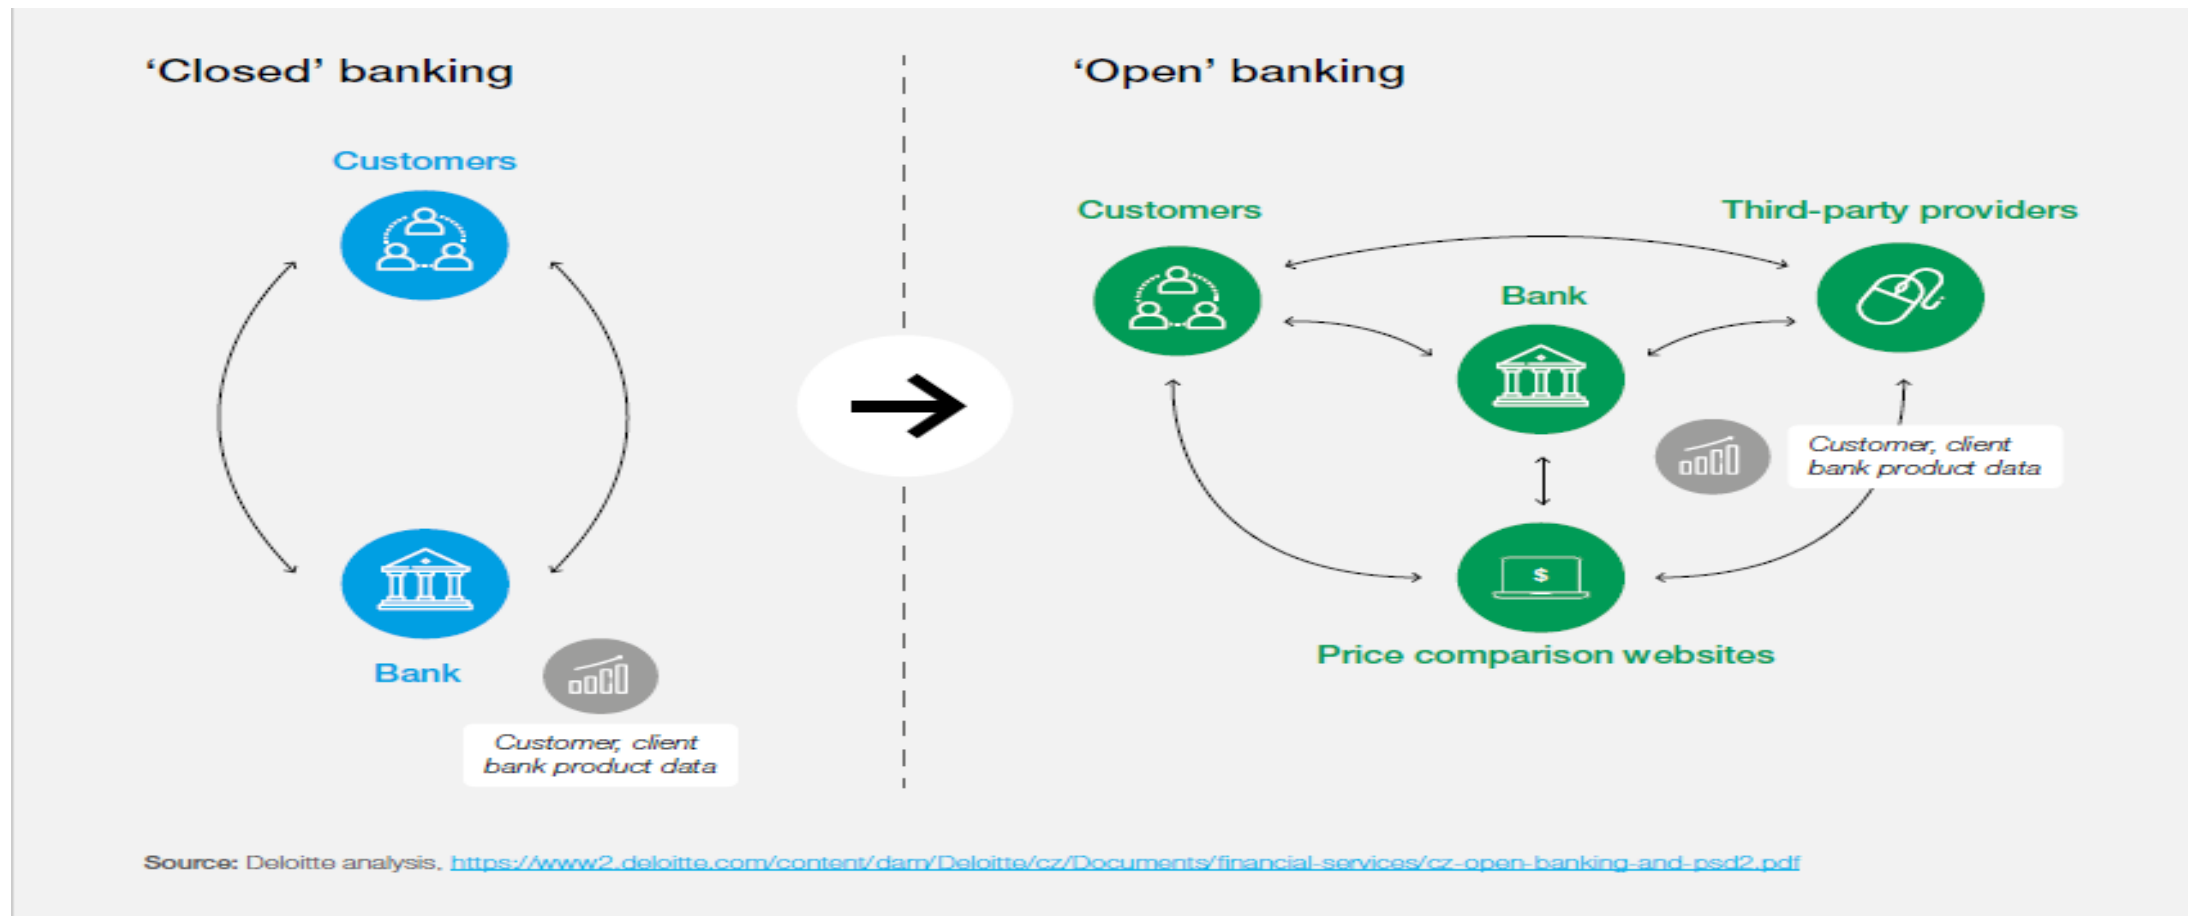 ‘Closed’ banking
Customers
Bank
Customer, client
bank product data
‘Open’ banking
Customers
Third-party providers
Bank
Customer, client
bank product data
$
Price comparison websites
Source: Deloitte analysis, https://www2.deloitte.com/content/dam/Deloitte/cz/Documents/financial-services/cz-open-banking-and-psd2.pdf